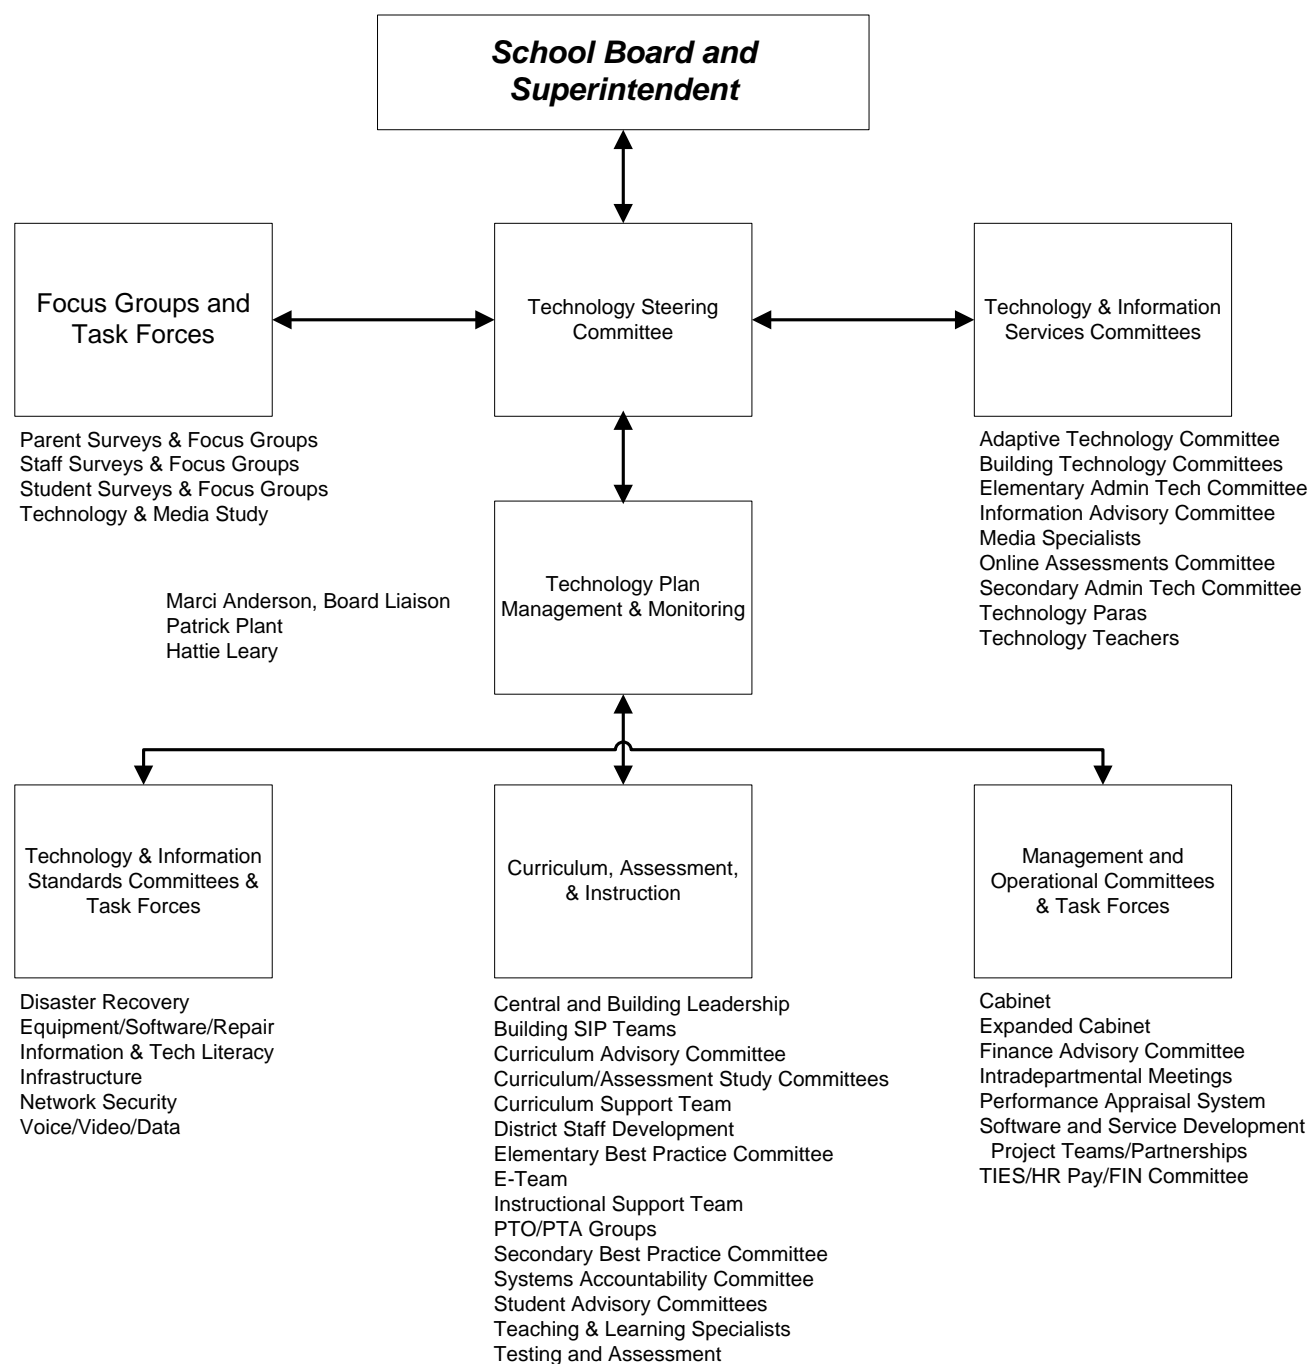 School Board and
Superintendent
Focus Groups and
Task Forces
Technology Steering
Committee
Technology & Information
Services Committees
Parent Surveys & Focus Groups
Staff Surveys & Focus Groups
Student Surveys & Focus Groups
Technology & Media Study
Adaptive Technology Committee
Building Technology Committees
Elementary Admin Tech Committee
Information Advisory Committee
Media Specialists
Online Assessments Committee
Secondary Admin Tech Committee
Technology Paras
Technology Teachers
Marci Anderson, Board Liaison
Patrick Plant
Hattie Leary
Technology Plan
Management & Monitoring
Technology & Information
Standards Committees &
Task Forces
Curriculum, Assessment,
& Instruction
Management and
Operational Committees
& Task Forces
Disaster Recovery
Equipment/Software/Repair
Information & Tech Literacy
Infrastructure
Network Security
Voice/Video/Data
Central and Building Leadership
Building SIP Teams
Curriculum Advisory Committee
Curriculum/Assessment Study Committees
Curriculum Support Team
District Staff Development
Elementary Best Practice Committee
E-Team
Instructional Support Team
PTO/PTA Groups
Secondary Best Practice Committee
Systems Accountability Committee
Student Advisory Committees
Teaching & Learning Specialists
Testing and Assessment
Cabinet
Expanded Cabinet
Finance Advisory Committee
Intradepartmental Meetings
Performance Appraisal System
Software and Service Development
Project Teams/Partnerships
TIES/HR Pay/FIN Committee